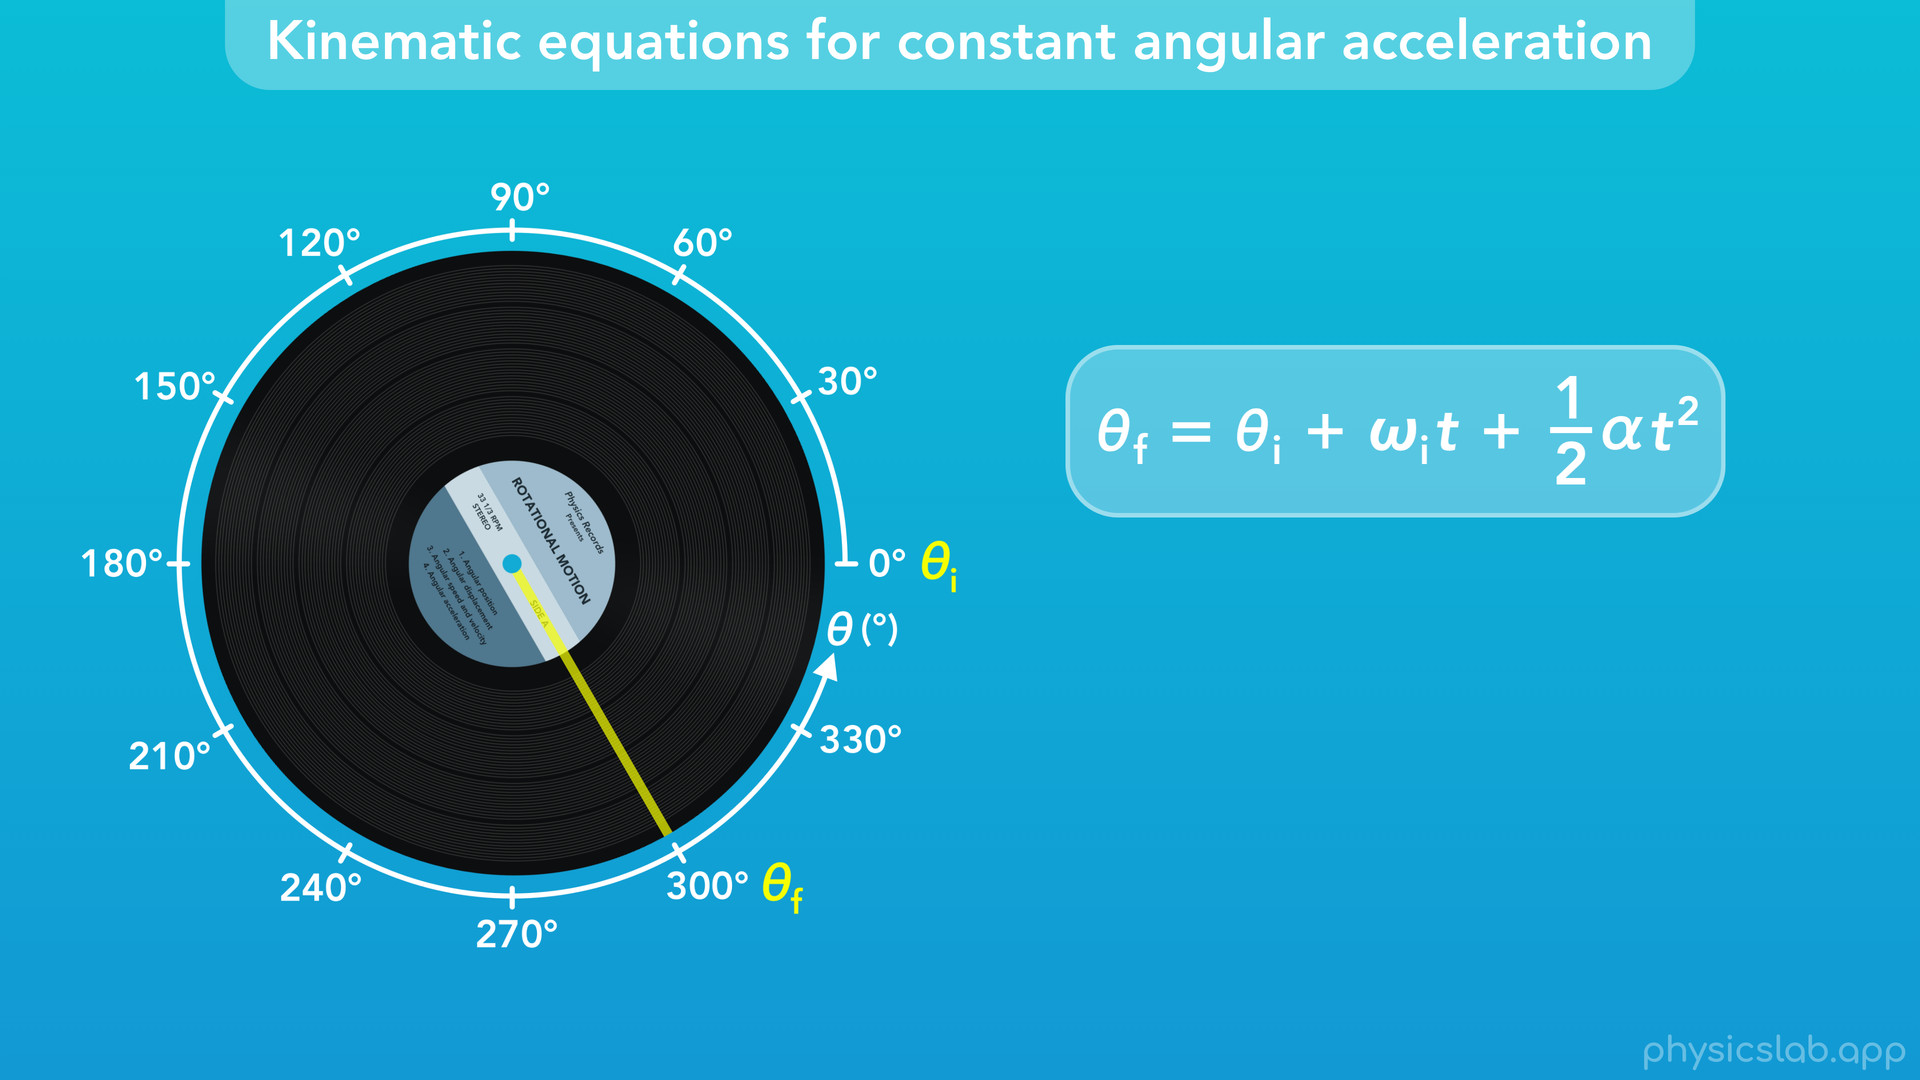 Kinematic equations for constant angular acceleration
90°
120°
60°
150°
30°
180°
0° θi
θ (°)
210°
330°
240°
300° θf
270°
Physics Records
Presents
ROTATIONAL MOTION
33 1/3 RPM
STEREO
SIDE A
1. Angular position
2. Angular displacement
3. Angular speed and velocity
4. Angular acceleration
θf = θi + ωit + 1/2 αt²
physicslab.app